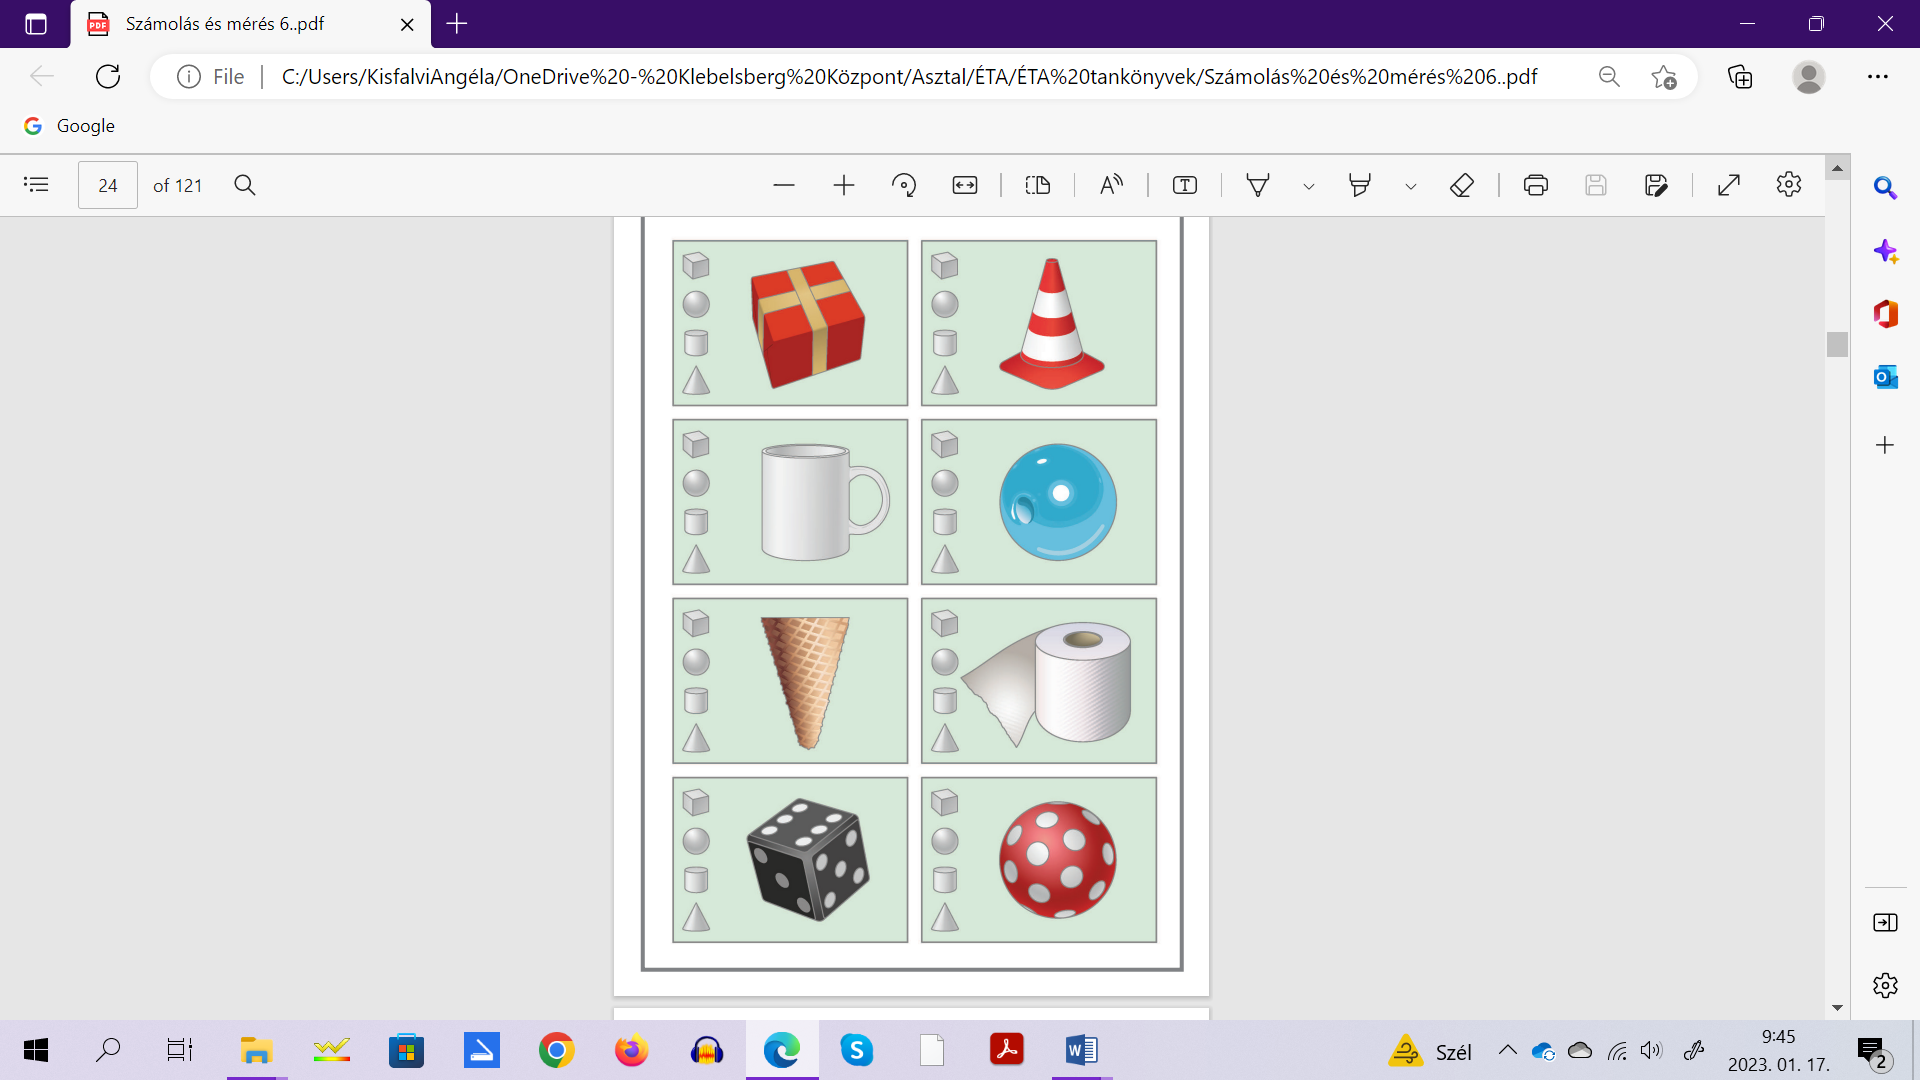 Számolás és mérés 6..pdf
File
C:/Users/KisfalviAngéla/OneDrive%20-%20Klebelsberg%20Központ/Asztal/ÉTA/ÉTA%20tankönyvek/Számolás%20és%20mérés%206..pdf
Google
24 of 121
Szél
9:45
2023. 01. 17.
2